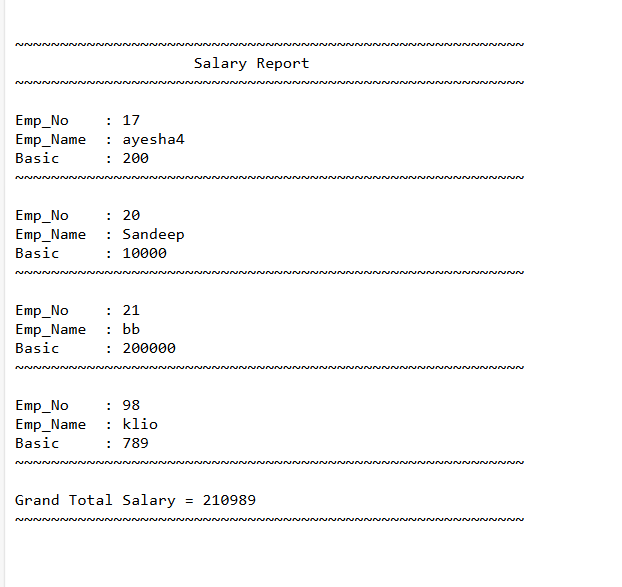 ~~~~~~~~~~~~~~~~~~~~~~~~~~~~~~~~~~~~~~~~~~~~~~~~~~~~~~~~~
Salary Report
~~~~~~~~~~~~~~~~~~~~~~~~~~~~~~~~~~~~~~~~~~~~~~~~~~~~~~~~~
Emp_No    : 17
Emp_Name  : ayesha4
Basic     : 200
~~~~~~~~~~~~~~~~~~~~~~~~~~~~~~~~~~~~~~~~~~~~~~~~~~~~~~~~~
Emp_No    : 20
Emp_Name  : Sandeep
Basic     : 10000
~~~~~~~~~~~~~~~~~~~~~~~~~~~~~~~~~~~~~~~~~~~~~~~~~~~~~~~~~
Emp_No    : 21
Emp_Name  : bb
Basic     : 200000
~~~~~~~~~~~~~~~~~~~~~~~~~~~~~~~~~~~~~~~~~~~~~~~~~~~~~~~~~
Emp_No    : 98
Emp_Name  : klio
Basic     : 789
~~~~~~~~~~~~~~~~~~~~~~~~~~~~~~~~~~~~~~~~~~~~~~~~~~~~~~~~~
Grand Total Salary = 210989
~~~~~~~~~~~~~~~~~~~~~~~~~~~~~~~~~~~~~~~~~~~~~~~~~~~~~~~~~